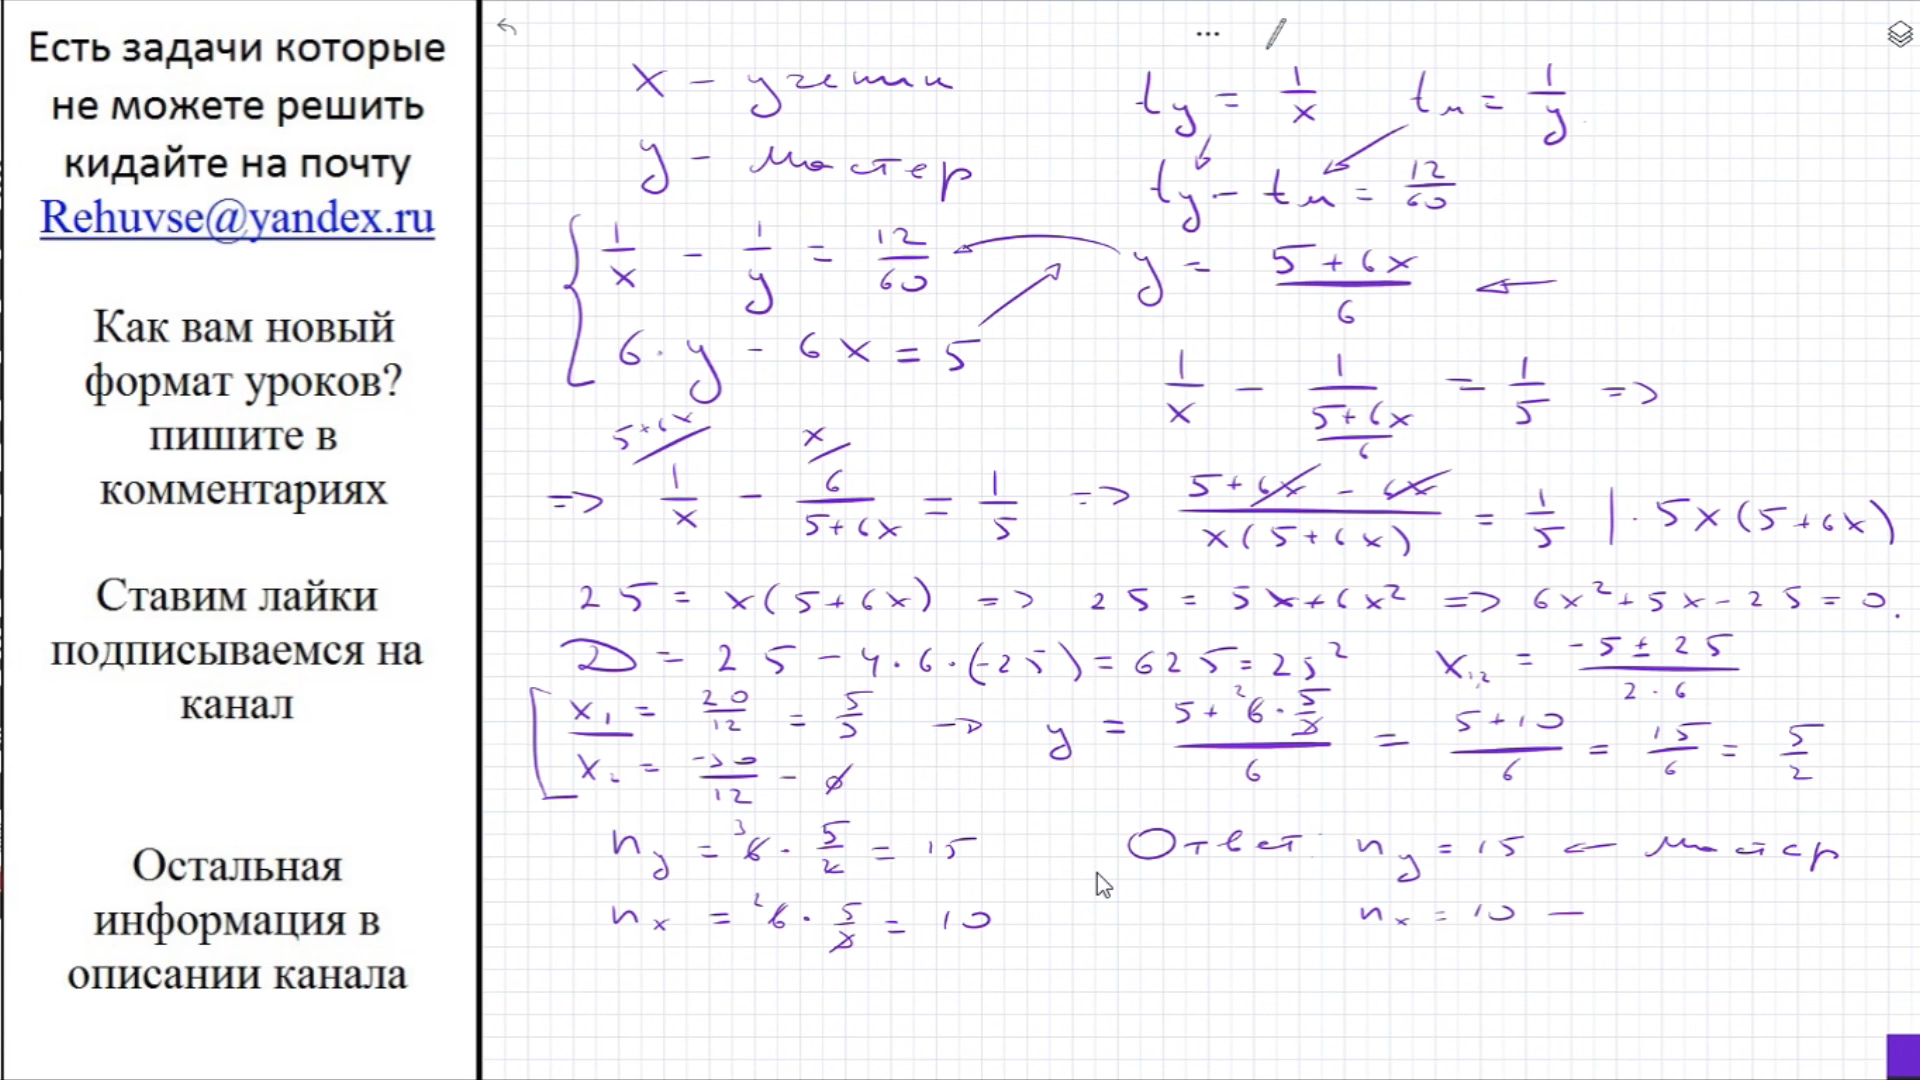 Есть задачи которые
не можете решить
кидайте на почту
Rehuvse@yandex.ru
Как вам новый
формат уроков?
пишите в
комментариях
Ставим лайки
подписываемся на
канал
Остальная
информация в
описании канала
x - ученик
t_y = 1/x t_м = 1/y
y - мастер
t_y - t_м = 12/60
1/x - 1/y = 12/60
y = (5+6x)/6
6·y - 6x = 5
1/x - 1/((5+6x)/6) = 1/5 =>
5+6x x
=> 1/x - 6/(5+6x) = 1/5 => (5+6x-6x)/(x(5+6x)) = 1/5 | · 5x(5+6x)
25 = x(5+6x) => 25 = 5x+6x² => 6x²+5x-25=0.
D = 25-4·6·(-25) = 625 = 25² x₁,₂ = (-5±25)/(2·6)
x₁ = 20/12 = 5/3 -> y = (5+6·5/3)/6 = (5+10)/6 = 15/6 = 5/2
x₂ = -30/12 - ∅
n_y = 6·5/2 = 15
Ответ: n_y = 15 <- мастер
n_x = 6·5/3 = 10
n_x = 10 -